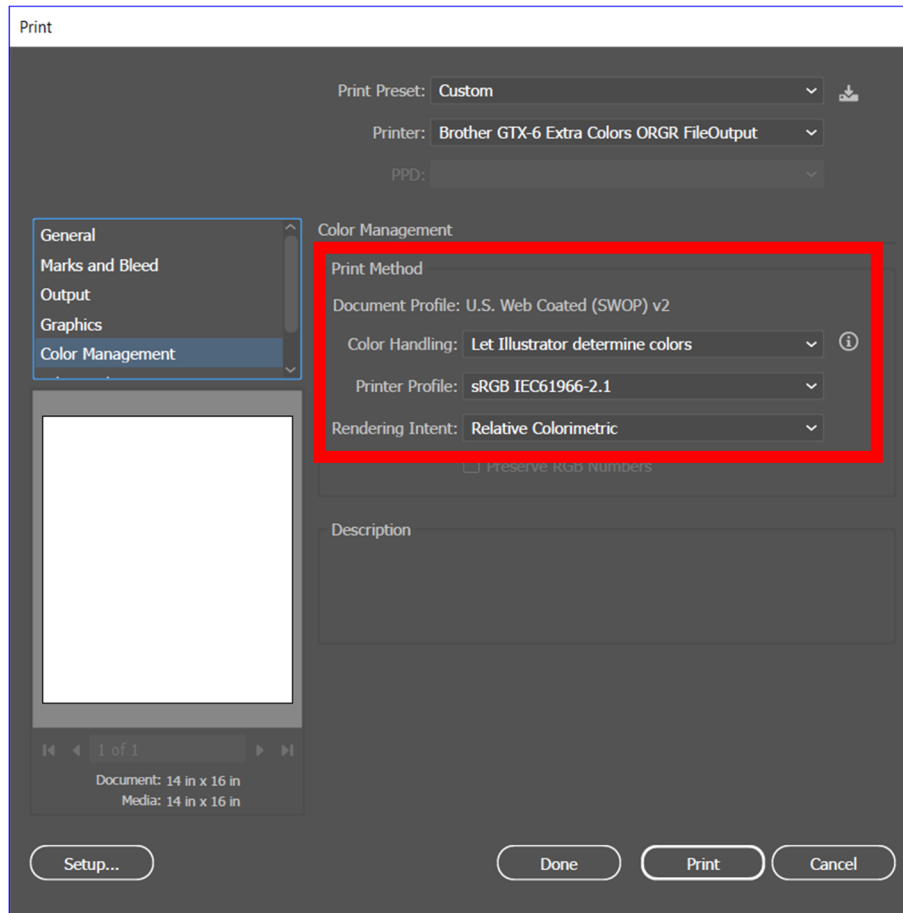 Print
Print Preset: Custom
Printer: Brother GTX-6 Extra Colors ORGR FileOutput
PPD:
General
Marks and Bleed
Output
Graphics
Color Management
Color Management
Print Method
Document Profile: U.S. Web Coated (SWOP) v2
Color Handling: Let Illustrator determine colors
Printer Profile: sRGB IEC61966-2.1
Rendering Intent: Relative Colorimetric
Preserve RGB Numbers
Description
1 of 1
Document: 14 in x 16 in
Media: 14 in x 16 in
Setup...
Done
Print
Cancel